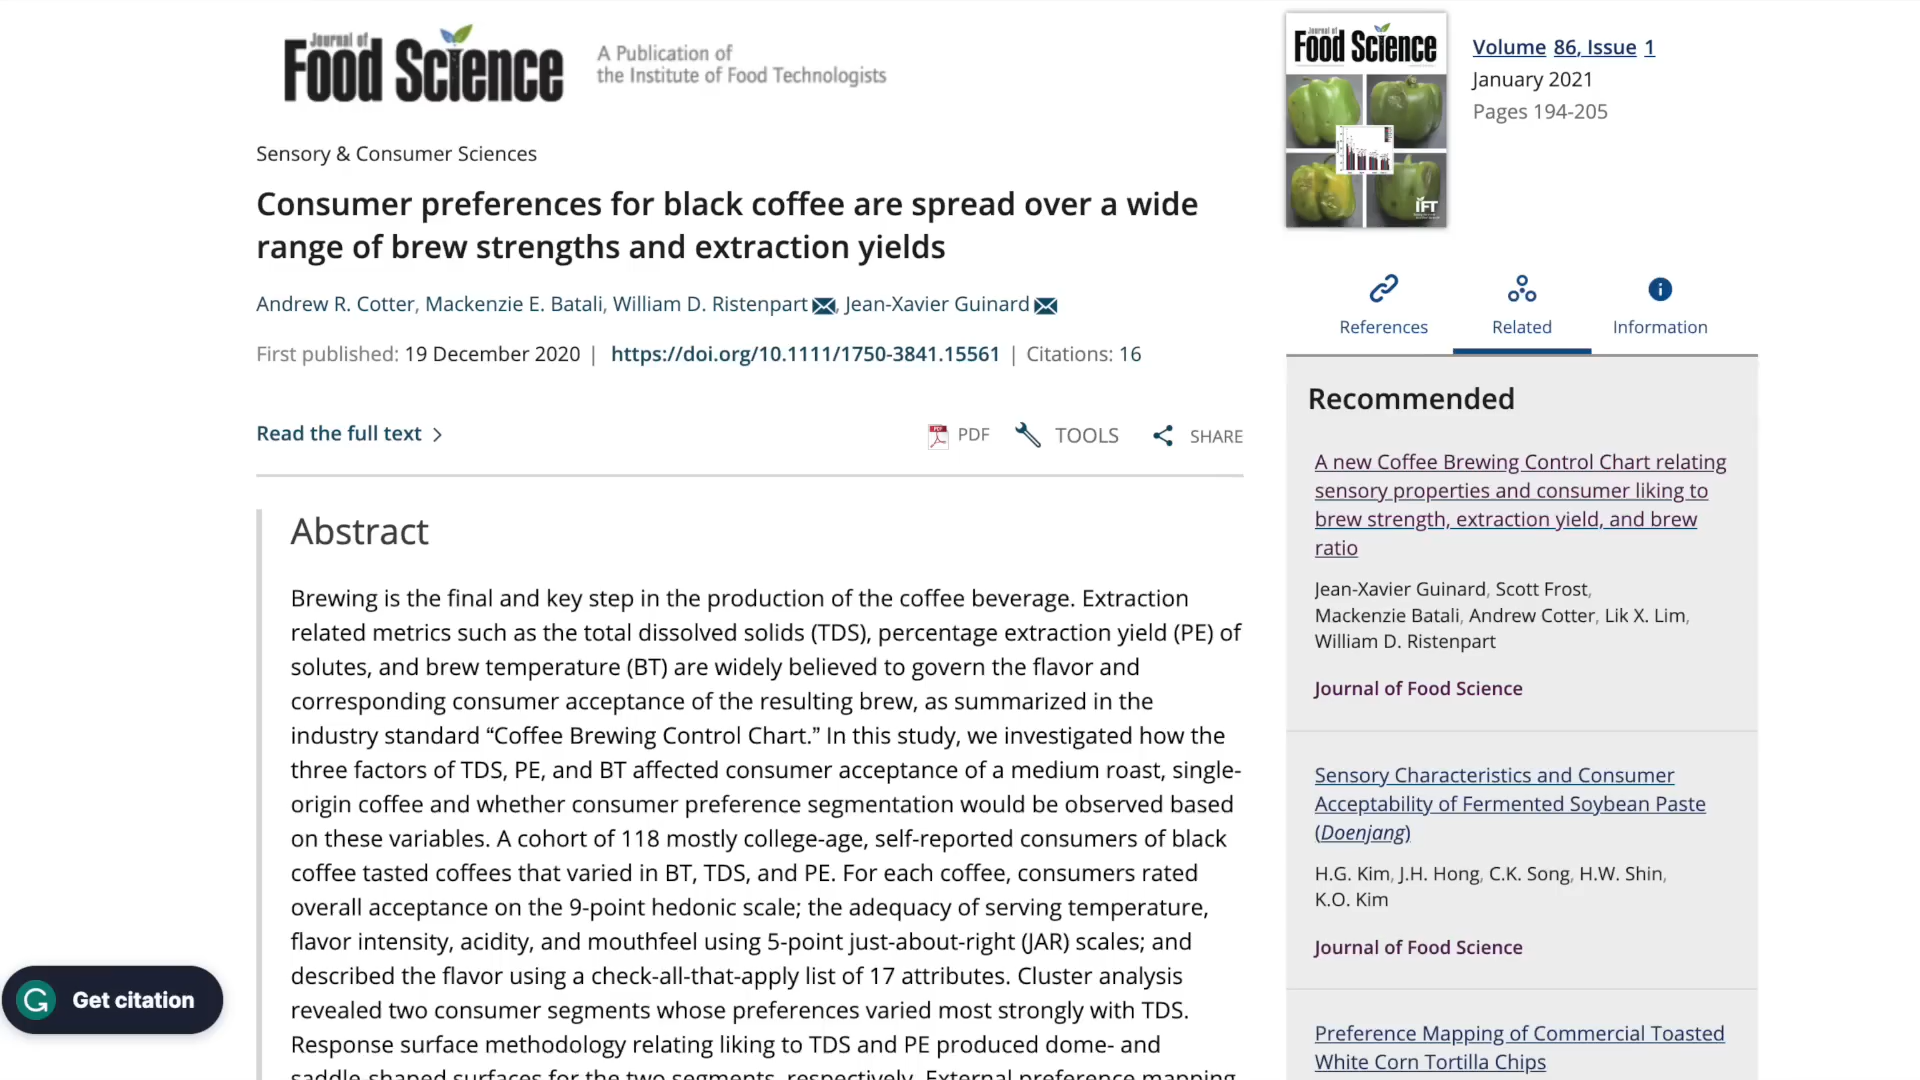 Journal of
Food Science
A Publication of
the Institute of Food Technologists
Sensory & Consumer Sciences
Consumer preferences for black coffee are spread over a wide
range of brew strengths and extraction yields
Andrew R. Cotter, Mackenzie E. Batali, William D. Ristenpart, Jean-Xavier Guinard
First published: 19 December 2020 | https://doi.org/10.1111/1750-3841.15561 | Citations: 16
Read the full text
PDF TOOLS SHARE
Abstract
Brewing is the final and key step in the production of the coffee beverage. Extraction
related metrics such as the total dissolved solids (TDS), percentage extraction yield (PE) of
solutes, and brew temperature (BT) are widely believed to govern the flavor and
corresponding consumer acceptance of the resulting brew, as summarized in the
industry standard “Coffee Brewing Control Chart.” In this study, we investigated how the
three factors of TDS, PE, and BT affected consumer acceptance of a medium roast, single-
origin coffee and whether consumer preference segmentation would be observed based
on these variables. A cohort of 118 mostly college-age, self-reported consumers of black
coffee tasted coffees that varied in BT, TDS, and PE. For each coffee, consumers rated
overall acceptance on the 9-point hedonic scale; the adequacy of serving temperature,
flavor intensity, acidity, and mouthfeel using 5-point just-about-right (JAR) scales; and
described the flavor using a check-all-that-apply list of 17 attributes. Cluster analysis
revealed two consumer segments whose preferences varied most strongly with TDS.
Response surface methodology relating liking to TDS and PE produced dome- and
saddle-shaped surfaces for the two segments, respectively. External preference mapping
Get citation
Journal of
Food Science
IFT
Volume 86, Issue 1
January 2021
Pages 194-205
References Related Information
Recommended
A new Coffee Brewing Control Chart relating
sensory properties and consumer liking to
brew strength, extraction yield, and brew
ratio
Jean-Xavier Guinard, Scott Frost,
Mackenzie Batali, Andrew Cotter, Lik X. Lim,
William D. Ristenpart
Journal of Food Science
Sensory Characteristics and Consumer
Acceptability of Fermented Soybean Paste
(Doenjang)
H.G. Kim, J.H. Hong, C.K. Song, H.W. Shin,
K.O. Kim
Journal of Food Science
Preference Mapping of Commercial Toasted
White Corn Tortilla Chips